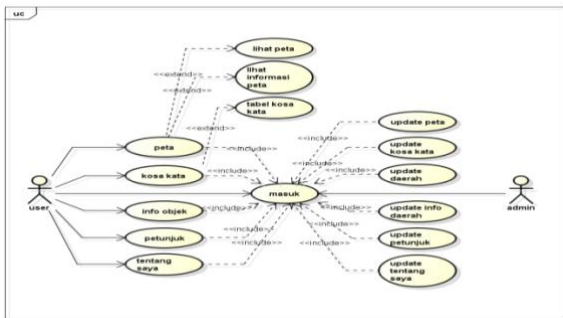 uc
lihat peta
<<extend>>
lihat
informasi
peta
<<extend>>
tabel kosa
kata
<<extend>>
update peta
<<include>>
peta
<<include>>
update
kosa kata
<<include>>
kosa kata
<<include>>
update
daerah
<<include>>
masuk
user
admin
info objek
<<include>>
update info
daerah
<<include>>
petunjuk
<<include>>
update
petunjuk
<<include>>
tentang
saya
<<include>>
update
tentang
saya
<<include>>